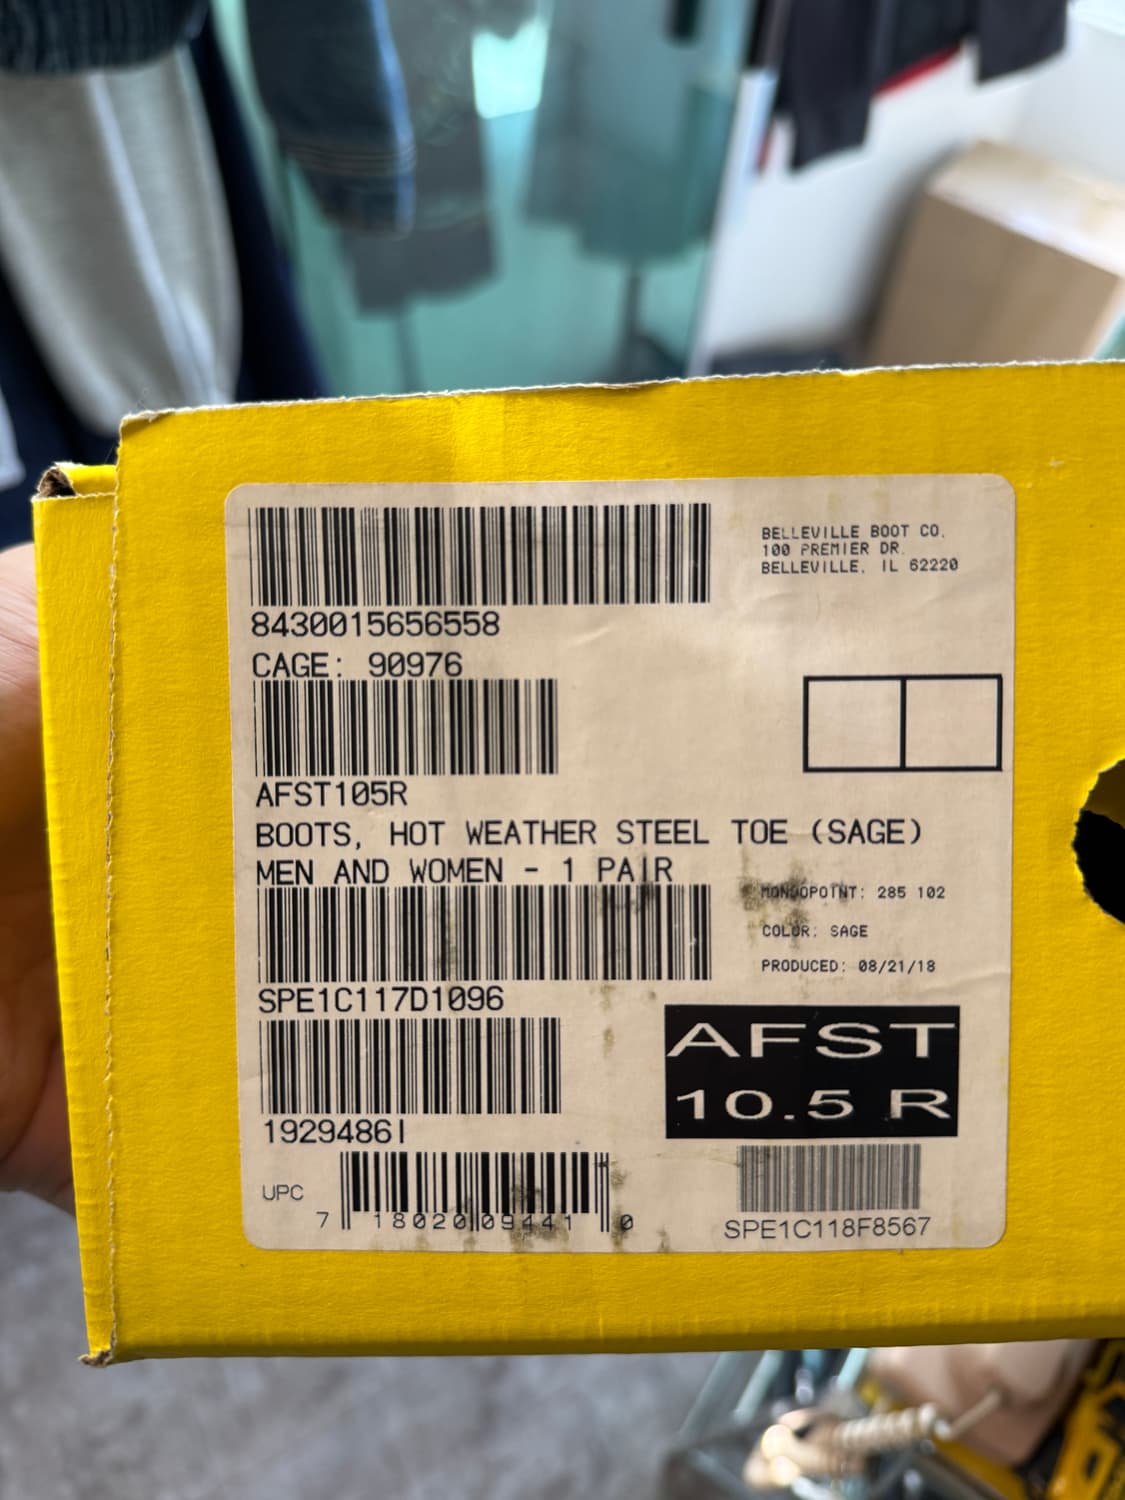 8430015656558
CAGE: 90976
AFST105R
BOOTS, HOT WEATHER STEEL TOE (SAGE)
MEN AND WOMEN - 1 PAIR
SPE1C117D1096
19294861
UPC
7 18020 09441 0
BELLEVILLE BOOT CO.
100 PREMIER DR.
BELLEVILLE, IL 62220
MONDOPOINT: 285 102
COLOR: SAGE
PRODUCED: 08/21/18
AFST
10.5 R
SPE1C118F8567